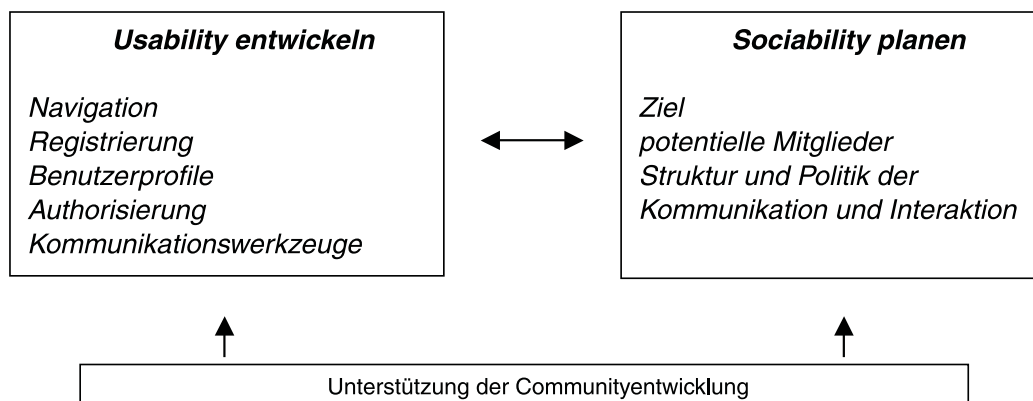 Usability entwickeln
Navigation
Registrierung
Benutzerprofile
Authorisierung
Kommunikationswerkzeuge
Sociability planen
Ziel
potentielle Mitglieder
Struktur und Politik der
Kommunikation und Interaktion
Unterstützung der Communityentwicklung